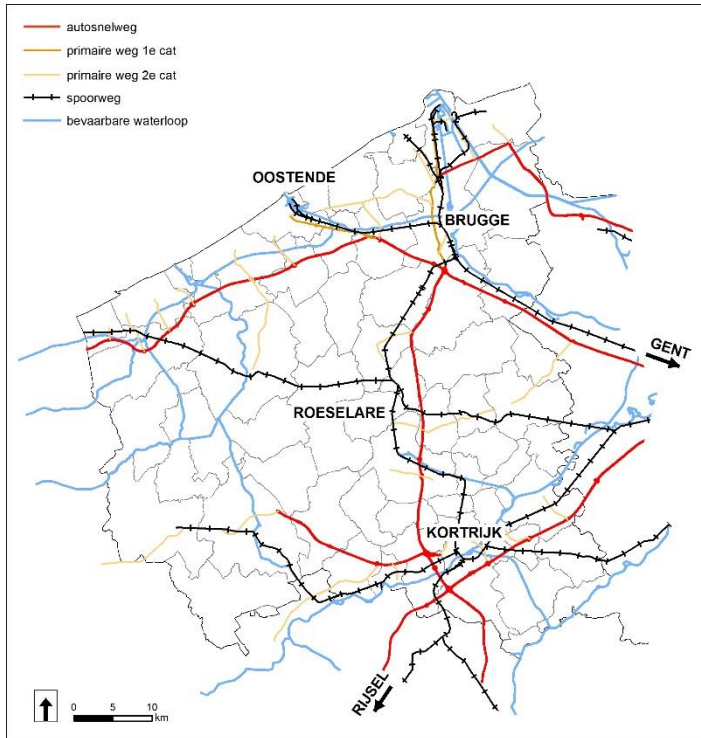 autosnelweg
primaire weg 1e cat
primaire weg 2e cat
spoorweg
bevaarbare waterloop
OOSTENDE
BRUGGE
GENT
ROESELARE
KORTRIJK
RIJSEL
0 5 10
km